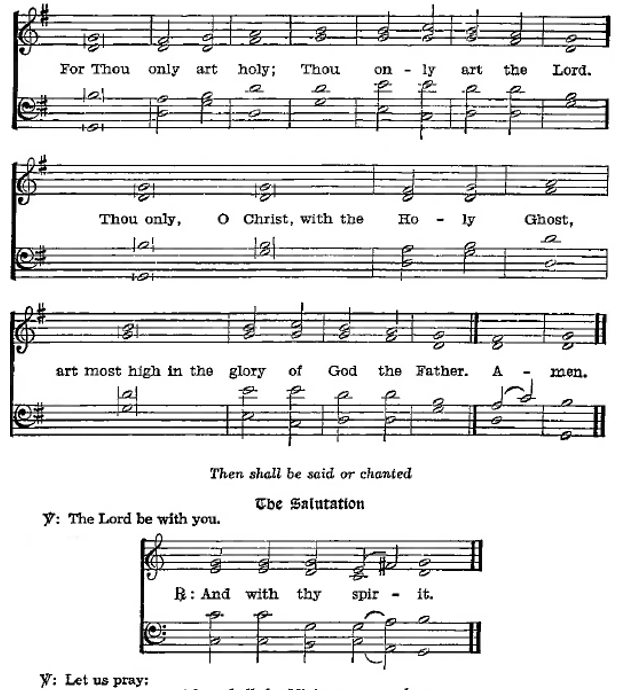 For Thou only art holy; Thou on - ly art the Lord.
Thou only, O Christ, with the Ho - ly Ghost,
art most high in the glory of God the Father. A - men.
Then shall be said or chanted
The Salutation
℣: The Lord be with you.
℟: And with thy spir - it.
℣: Let us pray: